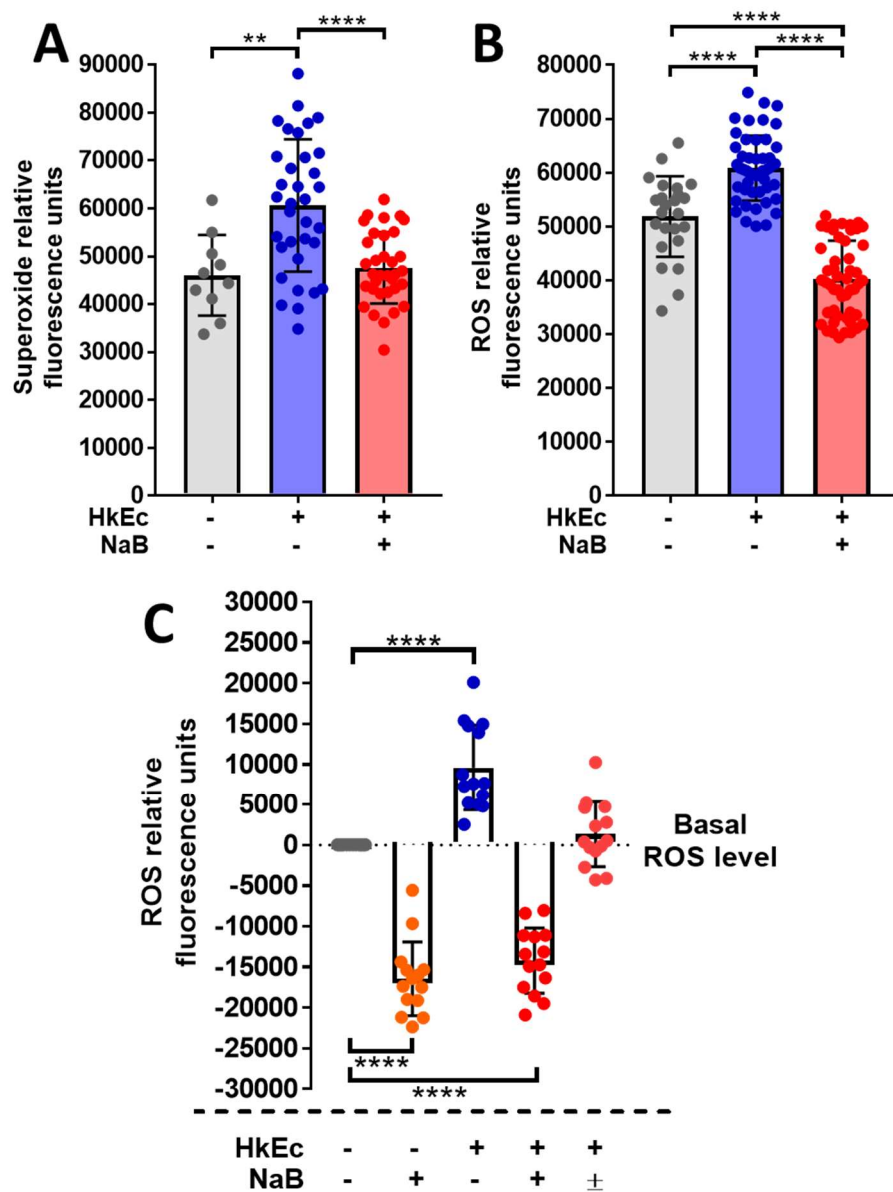 A
** ****
Superoxide relative
fluorescence units
90000
80000
70000
60000
50000
40000
30000
20000
10000
0
HkEc - + +
NaB - - +
B
****
**** ****
ROS relative
fluorescence units
80000
70000
60000
50000
40000
30000
20000
10000
0
HkEc - + +
NaB - - +
C
****
ROS relative
fluorescence units
30000
25000
20000
15000
10000
5000
0
-5000
-10000
-15000
-20000
-25000
-30000
Basal
ROS level
****
****
HkEc - - + + +
NaB - + - + ±